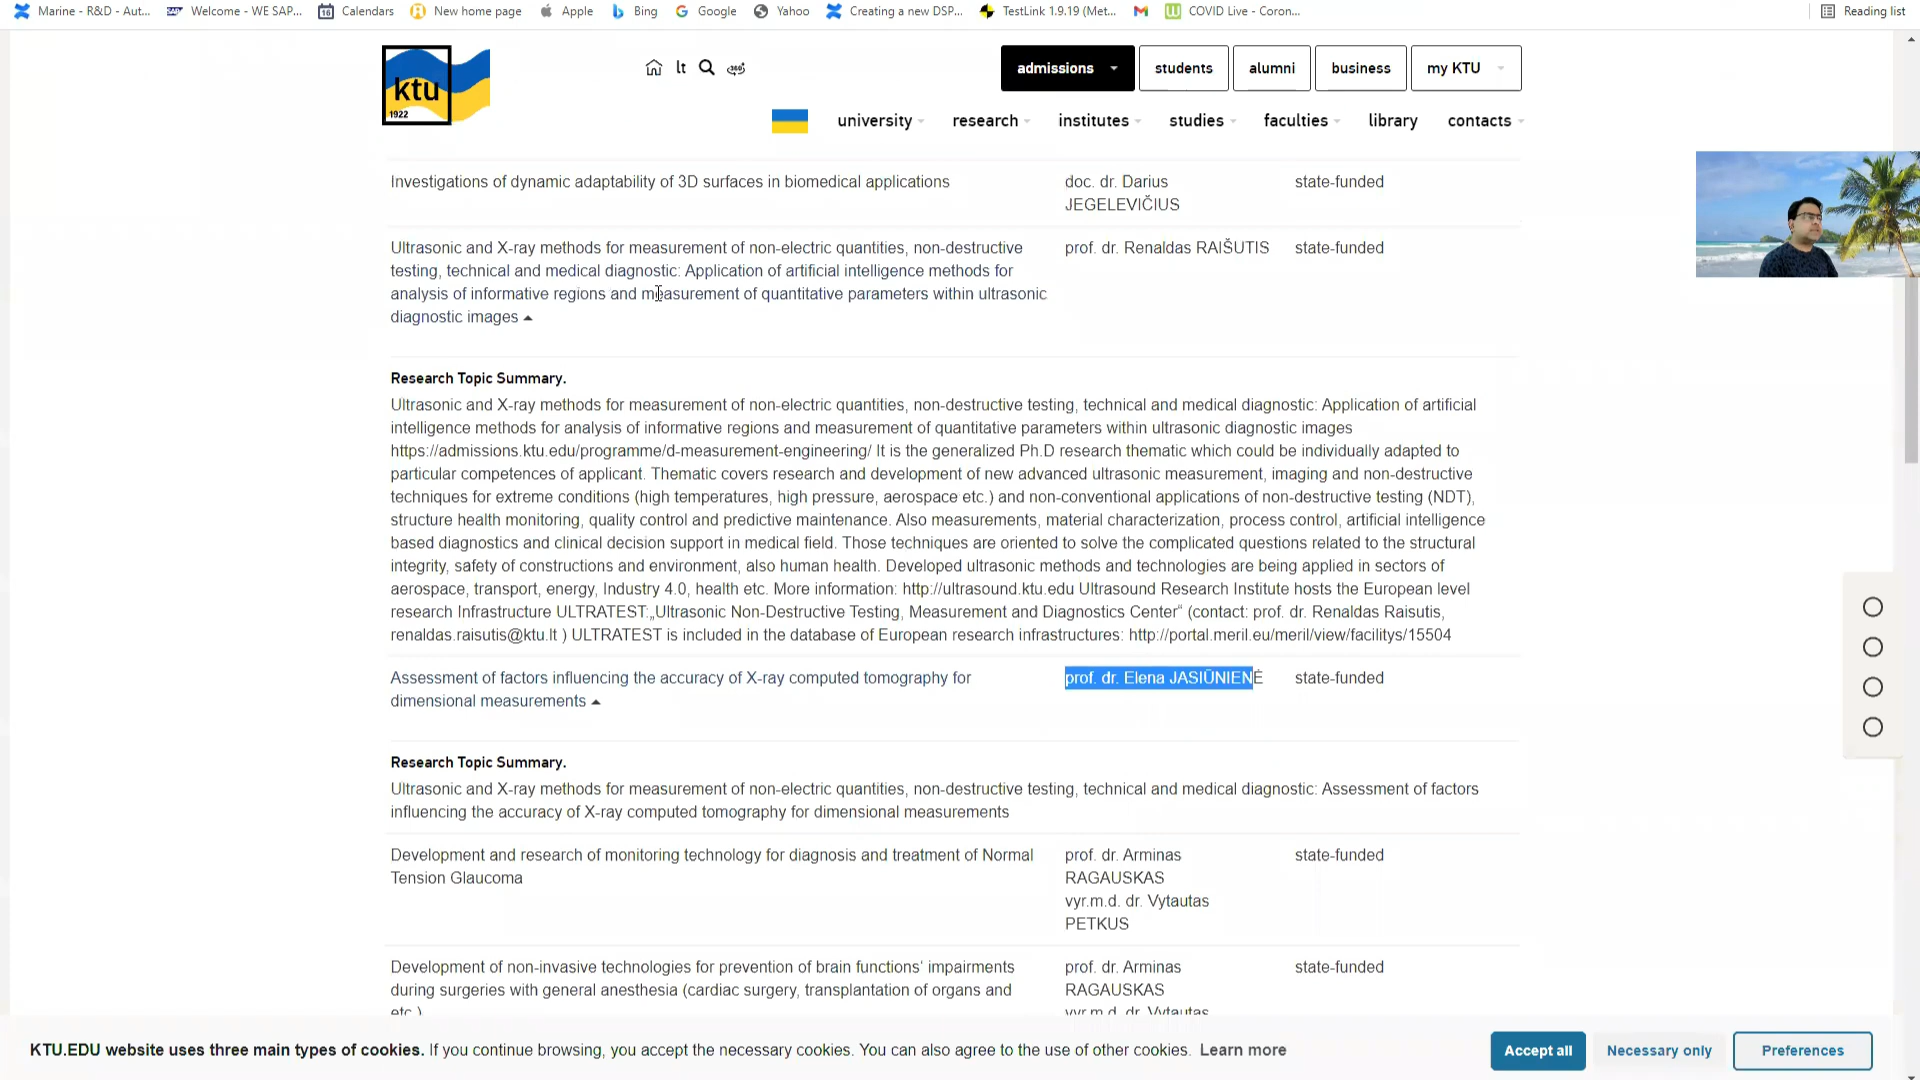 Marine - R&D - Aut... Welcome - WE SAP... Calendars New home page Apple Bing Google Yahoo Creating a new DSP... TestLink 1.9.19 (Met... COVID Live - Coron... Reading list
ktu
1922
lt
360°
admissions students alumni business my KTU
university research institutes studies faculties library contacts
Investigations of dynamic adaptability of 3D surfaces in biomedical applications
doc. dr. Darius
JEGELEVIČIUS
state-funded
Ultrasonic and X-ray methods for measurement of non-electric quantities, non-destructive
testing, technical and medical diagnostic: Application of artificial intelligence methods for
analysis of informative regions and measurement of quantitative parameters within ultrasonic
diagnostic images
prof. dr. Renaldas RAIŠUTIS
state-funded
Research Topic Summary.
Ultrasonic and X-ray methods for measurement of non-electric quantities, non-destructive testing, technical and medical diagnostic: Application of artificial
intelligence methods for analysis of informative regions and measurement of quantitative parameters within ultrasonic diagnostic images
https://admissions.ktu.edu/programme/d-measurement-engineering/ It is the generalized Ph.D research thematic which could be individually adapted to
particular competences of applicant. Thematic covers research and development of new advanced ultrasonic measurement, imaging and non-destructive
techniques for extreme conditions (high temperatures, high pressure, aerospace etc.) and non-conventional applications of non-destructive testing (NDT),
structure health monitoring, quality control and predictive maintenance. Also measurements, material characterization, process control, artificial intelligence
based diagnostics and clinical decision support in medical field. Those techniques are oriented to solve the complicated questions related to the structural
integrity, safety of constructions and environment, also human health. Developed ultrasonic methods and technologies are being applied in sectors of
aerospace, transport, energy, Industry 4.0, health etc. More information: http://ultrasound.ktu.edu Ultrasound Research Institute hosts the European level
research Infrastructure ULTRATEST:„Ultrasonic Non-Destructive Testing, Measurement and Diagnostics Center“ (contact: prof. dr. Renaldas Raisutis,
renaldas.raisutis@ktu.lt ) ULTRATEST is included in the database of European research infrastructures: http://portal.meril.eu/meril/view/facilitys/15504
Assessment of factors influencing the accuracy of X-ray computed tomography for
dimensional measurements
prof. dr. Elena JASIŪNIENĖ
state-funded
Research Topic Summary.
Ultrasonic and X-ray methods for measurement of non-electric quantities, non-destructive testing, technical and medical diagnostic: Assessment of factors
influencing the accuracy of X-ray computed tomography for dimensional measurements
Development and research of monitoring technology for diagnosis and treatment of Normal
Tension Glaucoma
prof. dr. Arminas
RAGAUSKAS
vyr.m.d. dr. Vytautas
PETKUS
state-funded
Development of non-invasive technologies for prevention of brain functions' impairments
during surgeries with general anesthesia (cardiac surgery, transplantation of organs and
etc.)
prof. dr. Arminas
RAGAUSKAS
vyr.m.d. dr. Vytautas
state-funded
KTU.EDU website uses three main types of cookies. If you continue browsing, you accept the necessary cookies. You can also agree to the use of other cookies. Learn more
Accept all Necessary only Preferences